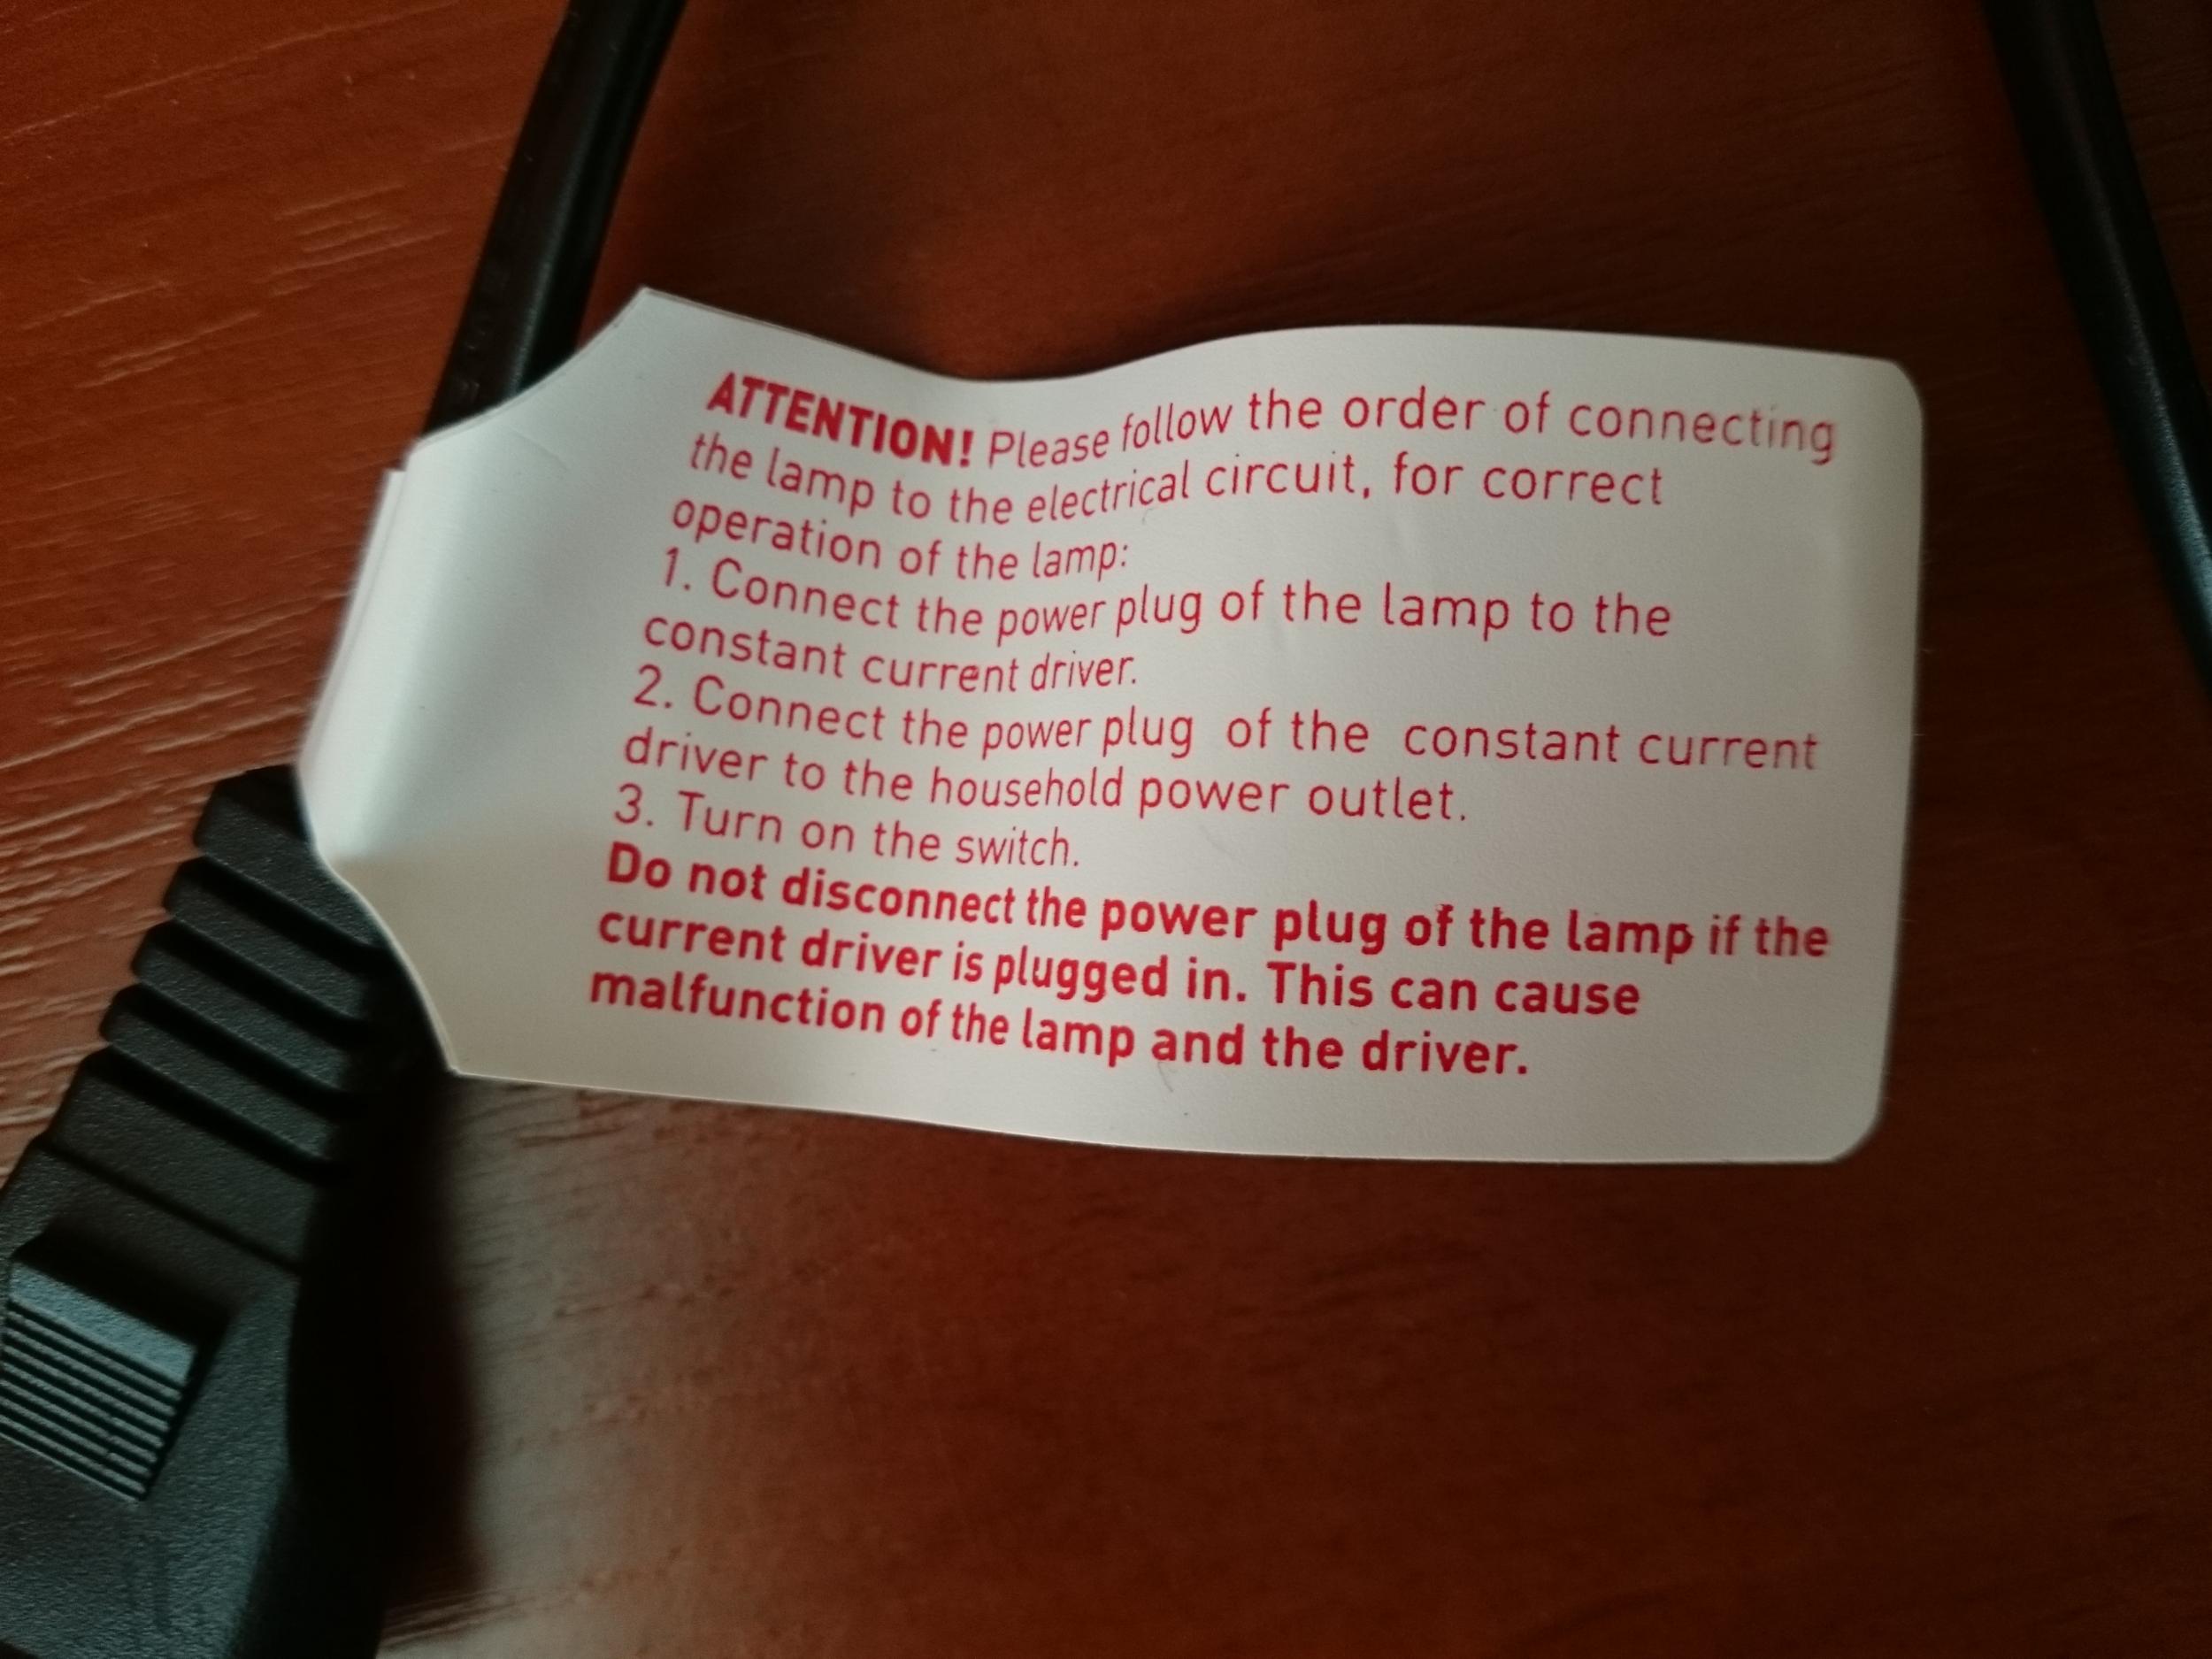 ATTENTION! Please follow the order of connecting
the lamp to the electrical circuit, for correct
operation of the lamp:
1. Connect the power plug of the lamp to the
constant current driver.
2. Connect the power plug of the constant current
driver to the household power outlet.
3. Turn on the switch.
Do not disconnect the power plug of the lamp if the
current driver is plugged in. This can cause
malfunction of the lamp and the driver.